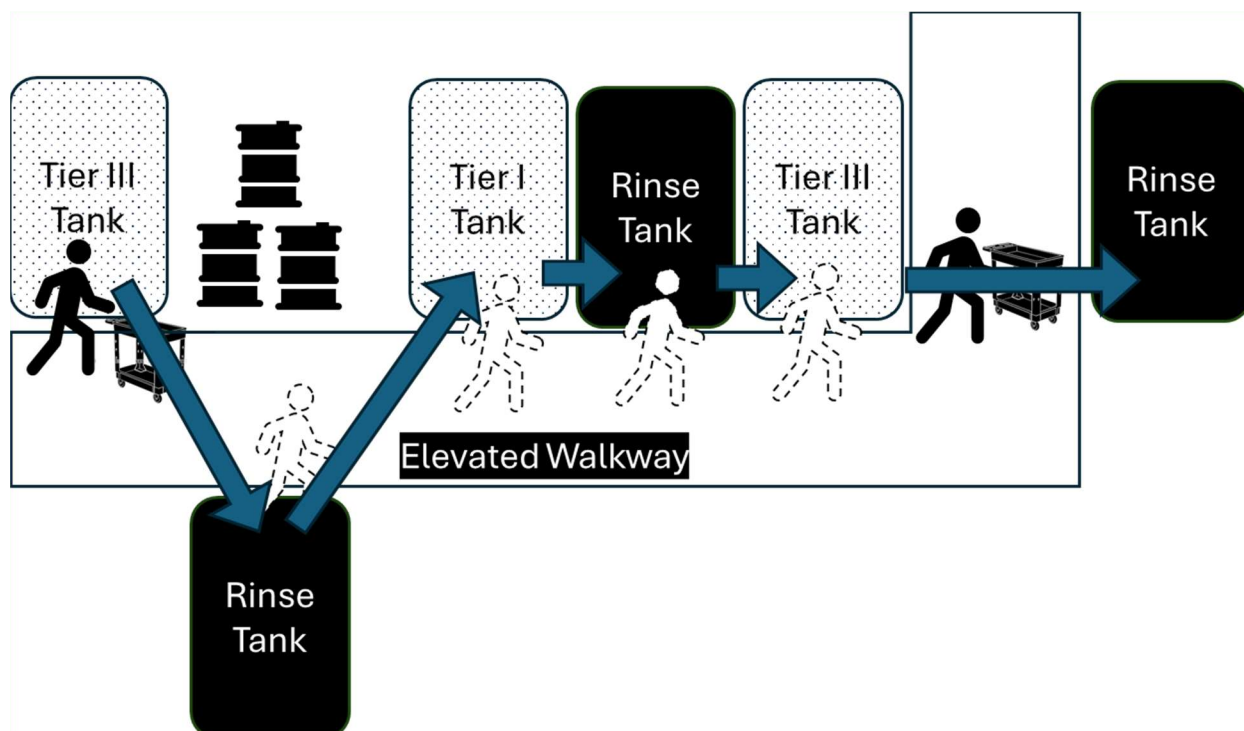 Tier III
Tank
Tier I
Tank
Rinse
Tank
Tier III
Tank
Rinse
Tank
Elevated Walkway
Rinse
Tank